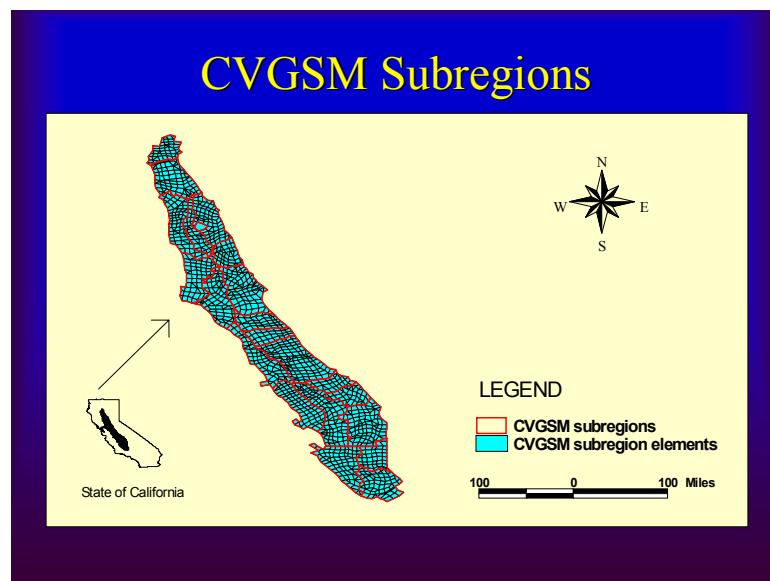 CVGSM Subregions
N
W
E
S
LEGEND
CVGSM subregions
CVGSM subregion elements
100 0 100 Miles
State of California